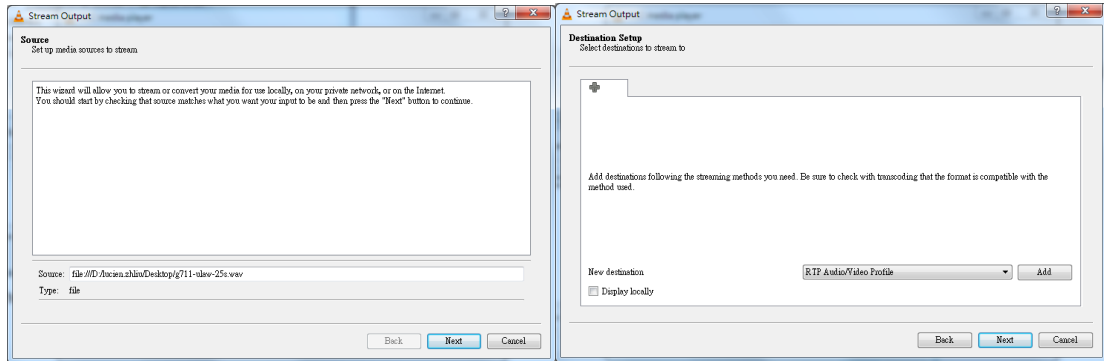 Stream Output
Source
Set up media sources to stream
This wizard will allow you to stream or convert your media for use locally, on your private network, or on the Internet.
You should start by checking that source matches what you want your input to be and then press the "Next" button to continue.
Source: file:///D:/lucien.zhliu/Desktop/g711-ulaw-25s.wav
Type: file
Back Next Cancel
Stream Output
Destination Setup
Select destinations to stream to
Add destinations following the streaming methods you need. Be sure to check with transcoding that the format is compatible with the
method used.
New destination RTP Audio/Video Profile Add
Display locally
Back Next Cancel